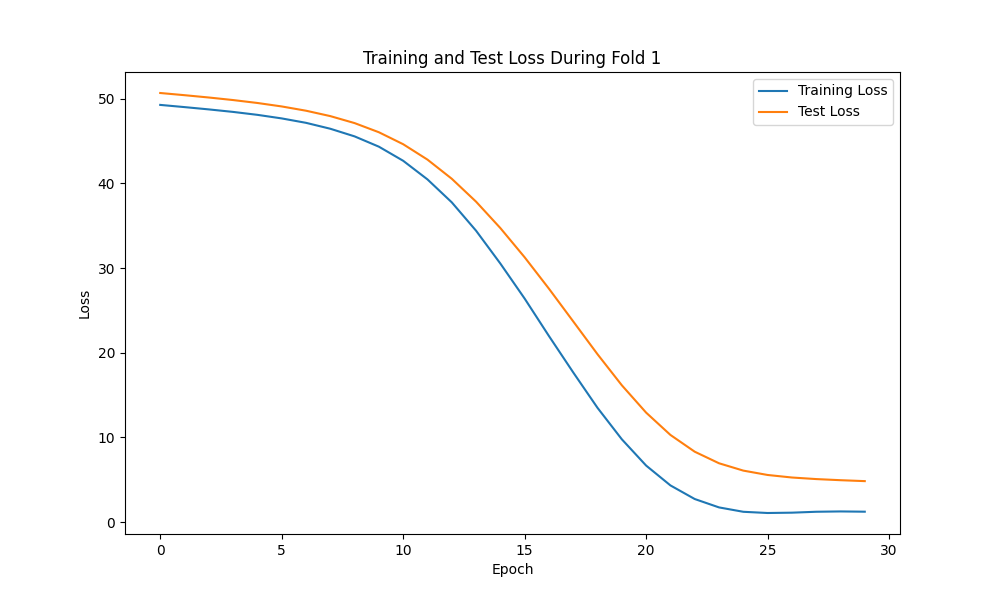 Training and Test Loss During Fold 1
Training Loss
Test Loss
50
40
30
20
10
0
Loss
0 5 10 15 20 25 30
Epoch